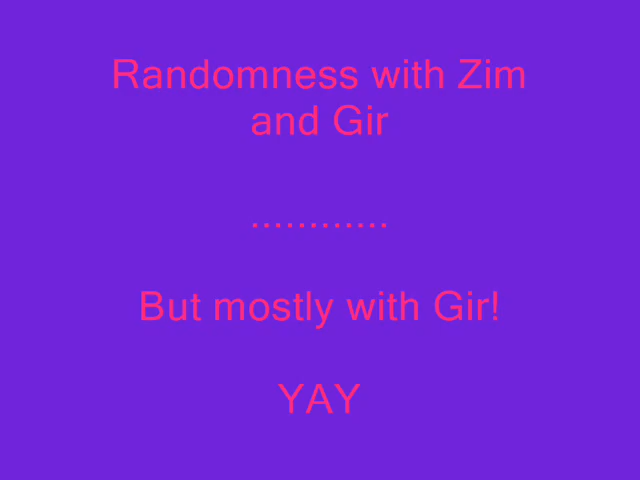 Randomness with Zim
and Gir
............
But mostly with Gir!
YAY